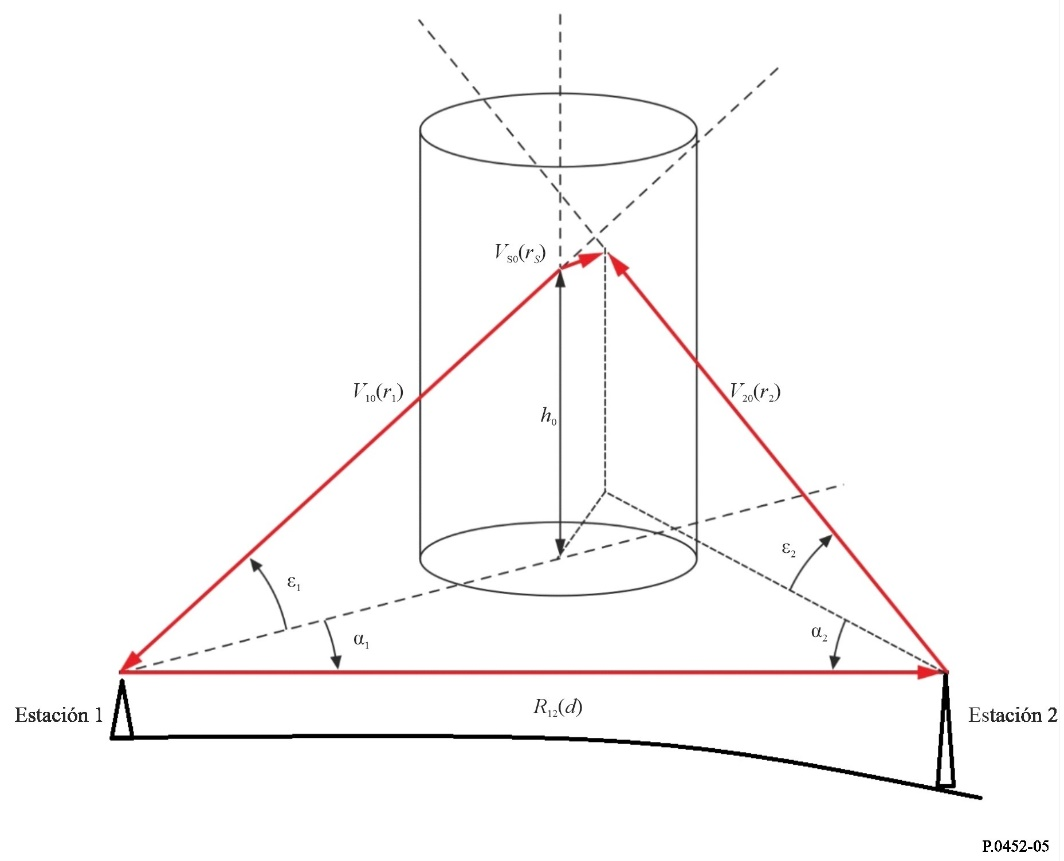 V_S0(r_S)
V_10(r_1)
V_20(r_2)
h_0
ε_2
ε_1
α_1
α_2
Estación 1
R_12(d)
Estación 2
P.0452-05